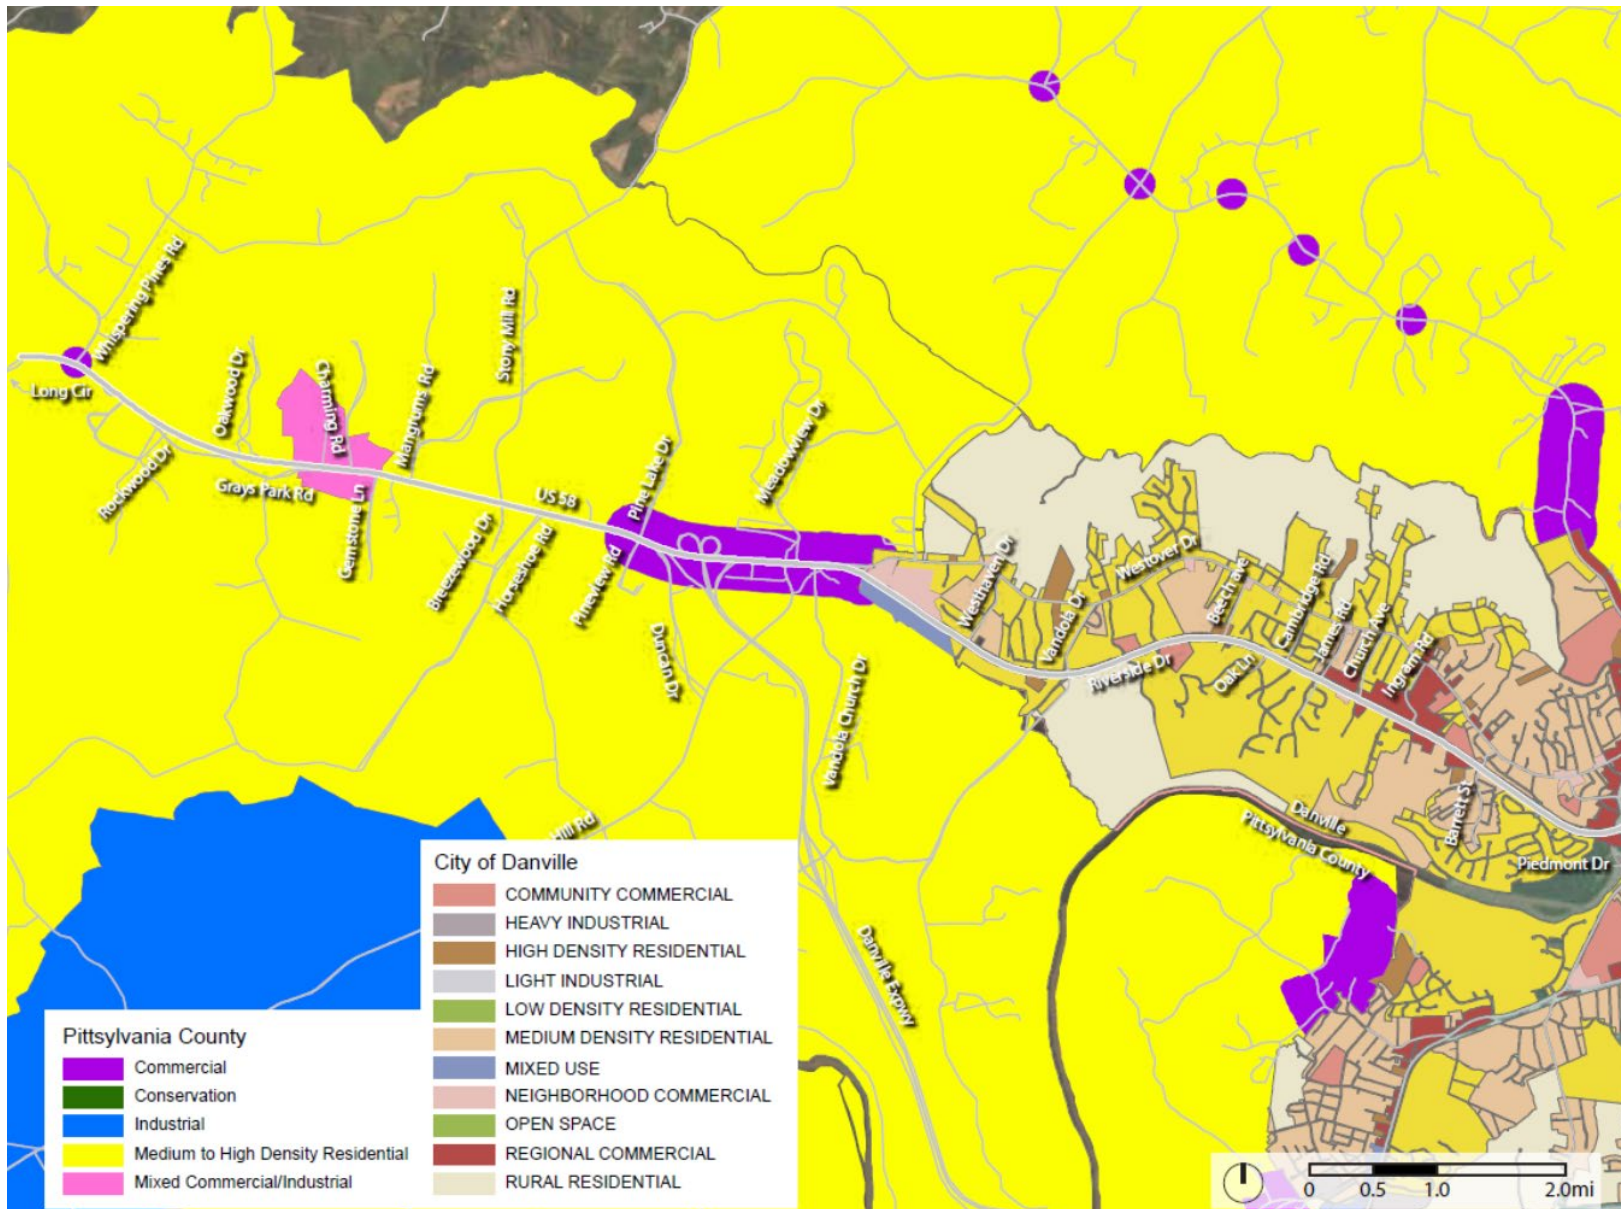 Whispering Pines Rd
Long Cir
Oakwood Dr
Charming Rd
Mangrums Rd
Stony Mill Rd
Rockwood Dr
Grays Park Rd
Gemstone Ln
US 58
Pine Lake Dr
Meadowview Dr
Breezewood Dr
Horseshoe Rd
Pineview Rd
Duncan Dr
Vandola Church Dr
Westhaven Dr
Vandola Dr
Westover Dr
Riverside Dr
Beech ave
Oak Ln
Cambridge Rd
James Rd
Church Ave
Ingram Rd
Barrett St
Piedmont Dr
Danville
Pittsylvania County
Danville Expwy
Mill Rd
City of Danville
COMMUNITY COMMERCIAL
HEAVY INDUSTRIAL
HIGH DENSITY RESIDENTIAL
LIGHT INDUSTRIAL
LOW DENSITY RESIDENTIAL
MEDIUM DENSITY RESIDENTIAL
MIXED USE
NEIGHBORHOOD COMMERCIAL
OPEN SPACE
REGIONAL COMMERCIAL
RURAL RESIDENTIAL
Pittsylvania County
Commercial
Conservation
Industrial
Medium to High Density Residential
Mixed Commercial/Industrial
0 0.5 1.0 2.0mi